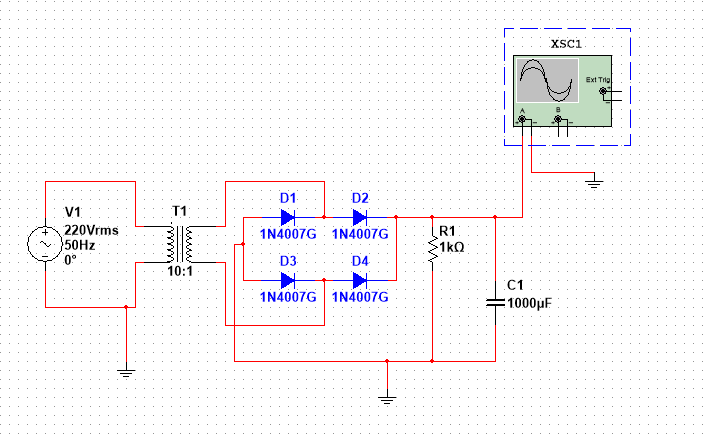 XSC1
Ext Trig
+
-
A
B
+ - + -
V1
220Vrms
50Hz
0°
T1
10:1
D1
1N4007G
D2
1N4007G
D3
1N4007G
D4
1N4007G
R1
1kΩ
C1
1000µF